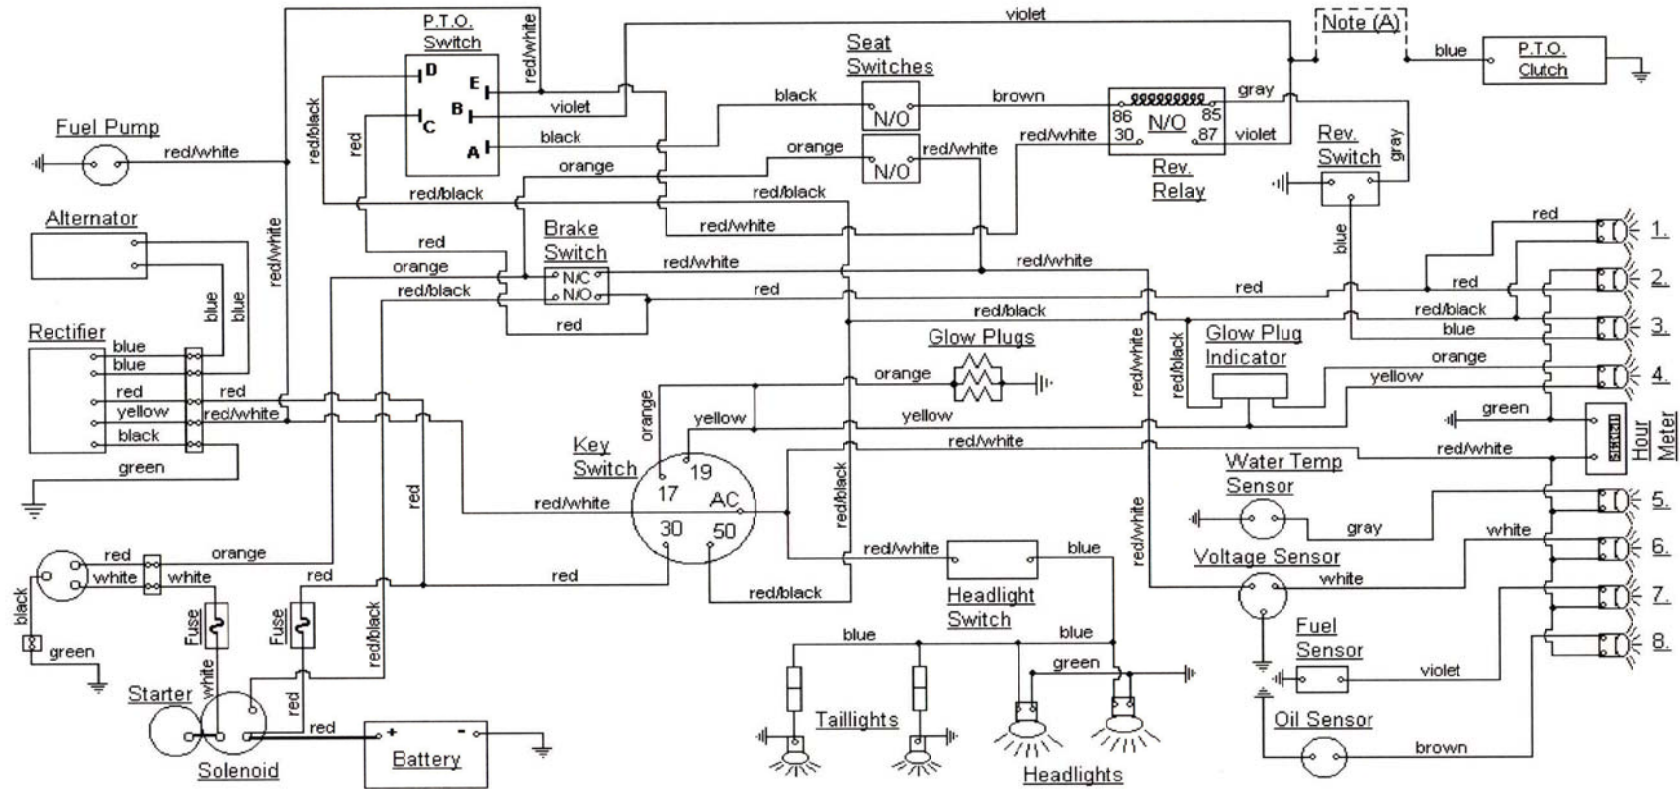 violet
P.T.O.
Switch
Note (A)
red/white
Seat
Switches
blue
P.T.O.
Clutch
D
E
B
C
A
violet
black
black
brown
gray
86
85
30
87
N/O
N/O
violet
Rev.
Relay
Rev.
Switch
gray
Fuel Pump
red/white
red/black
red
orange
orange
N/O
red/white
red/white
red/black
red/black
Alternator
red/white
red/white
red
Brake
Switch
orange
N/C
N/O
red/white
red/white
blue
red
1.
red/black
red
red
2.
blue
blue
red
red/black
red/black
blue
3.
Rectifier
blue
blue
red
yellow
black
green
red
red/white
Glow Plugs
orange
red/white
red/black
Glow Plug
Indicator
orange
yellow
4.
orange
yellow
yellow
green
Hour
Meter
Key
Switch
17
19
AC
30
50
red/white
red/white
red/white
red/black
Water Temp
Sensor
5.
red
gray
red/white
white
6.
red
white
orange
white
red
red
red/white
blue
Voltage Sensor
white
7.
black
green
Fuse
Fuse
red/black
red/black
Headlight
Switch
Fuel
Sensor
8.
blue
blue
green
violet
white
red
Starter
Solenoid
red
+
-
Battery
Taillights
Headlights
Oil Sensor
brown